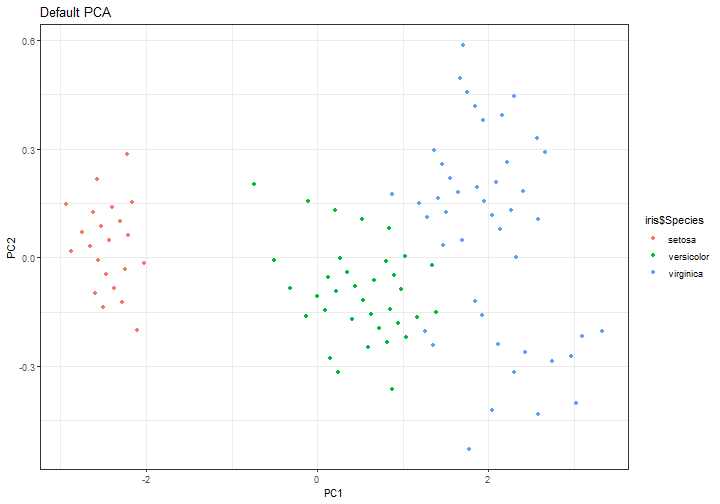 Default PCA
0.6
0.3
0.0
-0.3
PC2
-2
0
2
PC1
iris$Species
setosa
versicolor
virginica